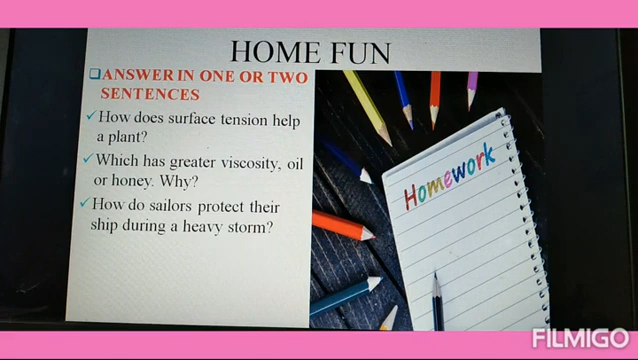 HOME FUN
❑ANSWER IN ONE OR TWO
SENTENCES
✓How does surface tension help
a plant?
✓Which has greater viscosity, oil
or honey. Why?
✓How do sailors protect their
ship during a heavy storm?
Homework
FILMIGO